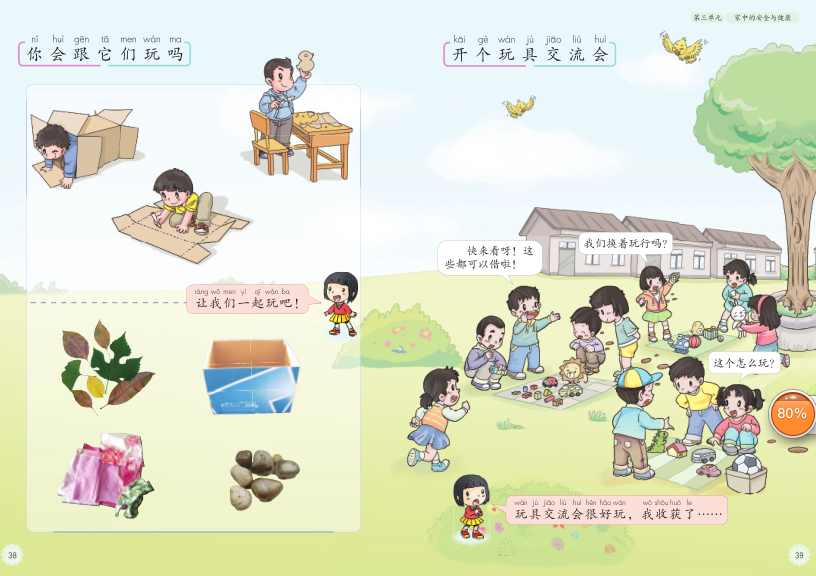 nǐ huì gēn tā men wán ma
你会跟它们玩吗
ràng wǒ men yì qǐ wán ba
让我们一起玩吧！
38
第三单元 家中的安全与健康
kāi gè wán jù jiāo liú huì
开个玩具交流会
快来看呀！这
些都可以借啦！
我们换着玩行吗？
这个怎么玩？
80%
wán jù jiāo liú huì hěn hǎo wán wǒ shōu huò le
玩具交流会很好玩，我收获了……
39